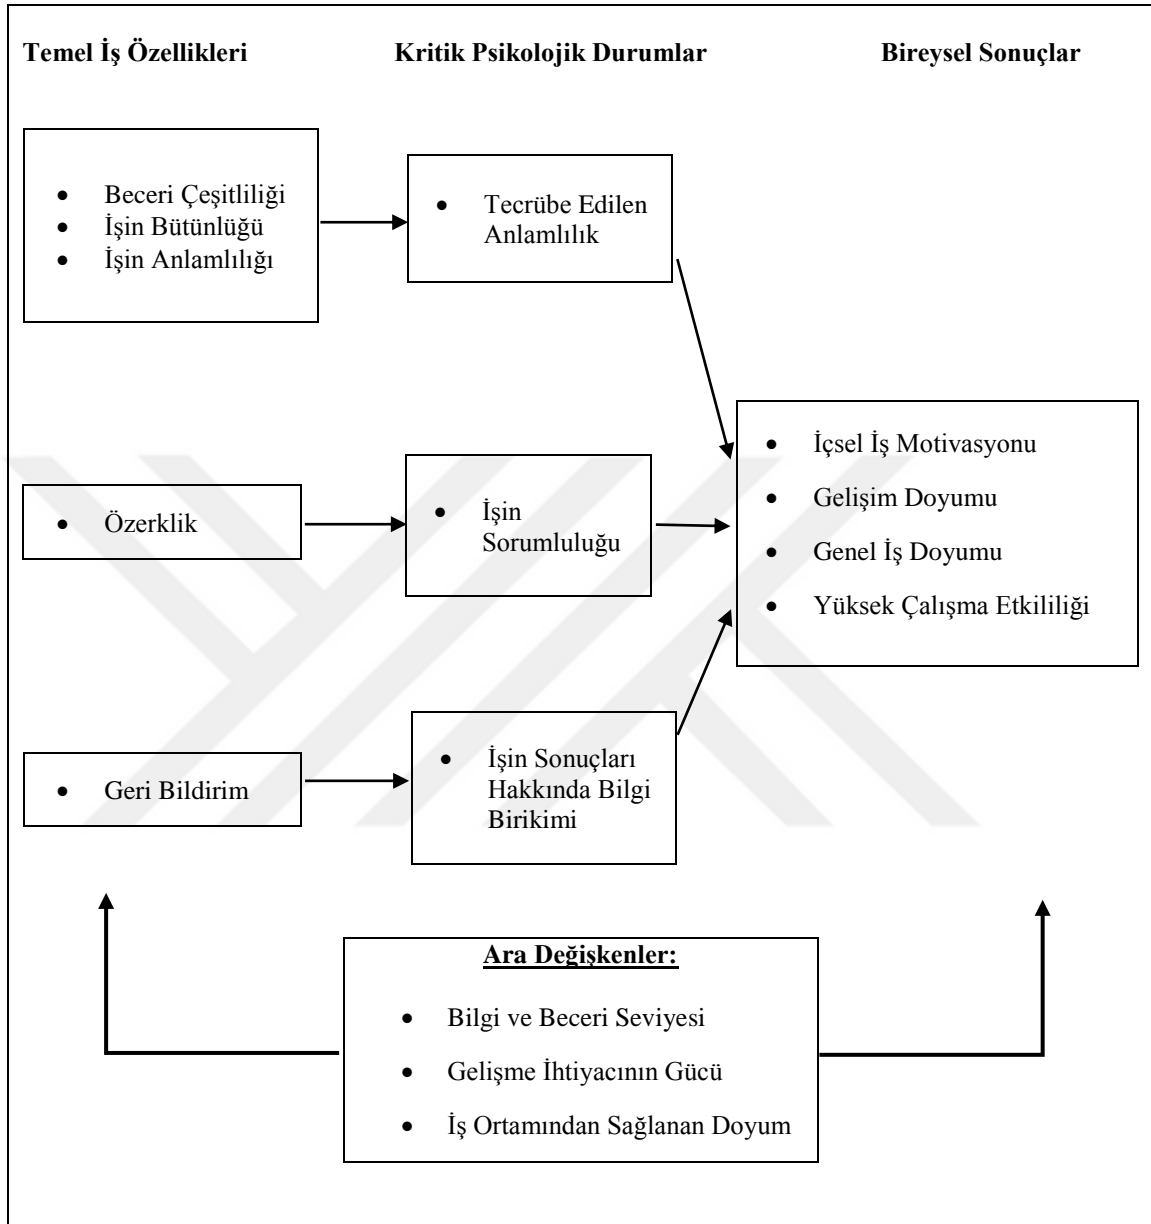 Temel İş Özellikleri
Kritik Psikolojik Durumlar
Bireysel Sonuçlar
• Beceri Çeşitliliği
• İşin Bütünlüğü
• İşin Anlamlılığı
• Tecrübe Edilen
Anlamlılık
• Özerklik
• İşin
Sorumluluğu
• Geri Bildirim
• İşin Sonuçları
Hakkında Bilgi
Birikimi
• İçsel İş Motivasyonu
• Gelişim Doyumu
• Genel İş Doyumu
• Yüksek Çalışma Etkililiği
Ara Değişkenler:
• Bilgi ve Beceri Seviyesi
• Gelişme İhtiyacının Gücü
• İş Ortamından Sağlanan Doyum